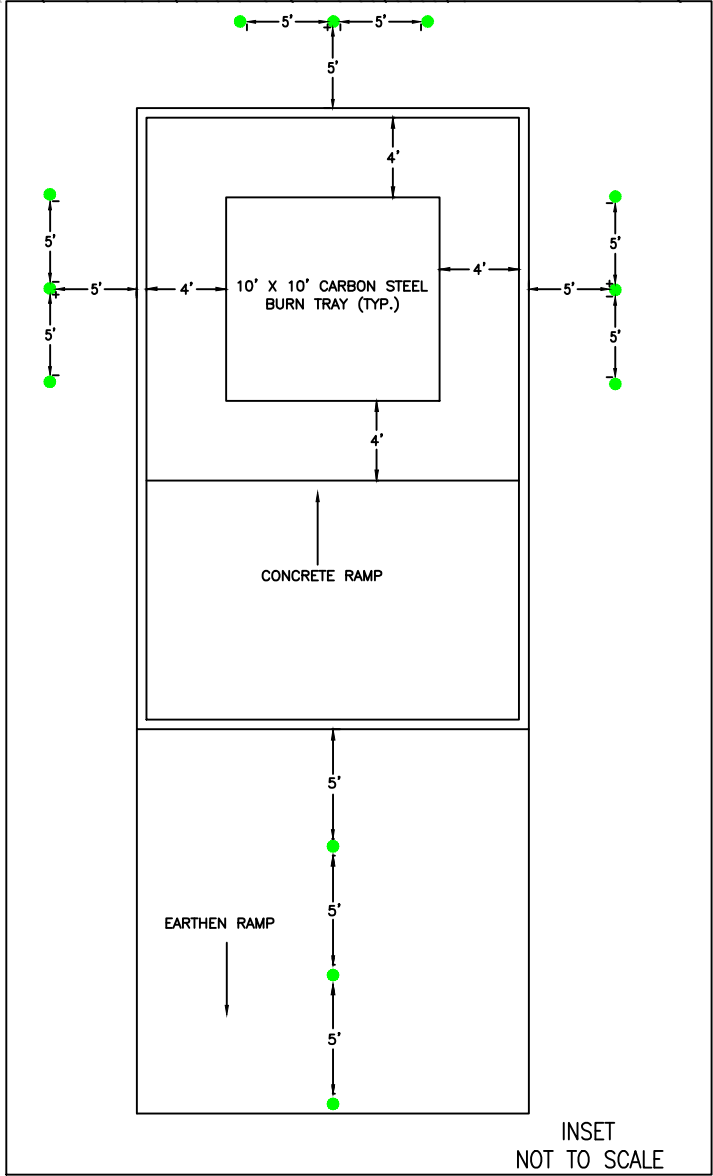 5' 5'
5'
4'
5' 5'
5' 4' 10' X 10' CARBON STEEL 4' 5'
BURN TRAY (TYP.)
5' 5'
4'
CONCRETE RAMP
5'
5'
EARTHEN RAMP
5'
INSET
NOT TO SCALE